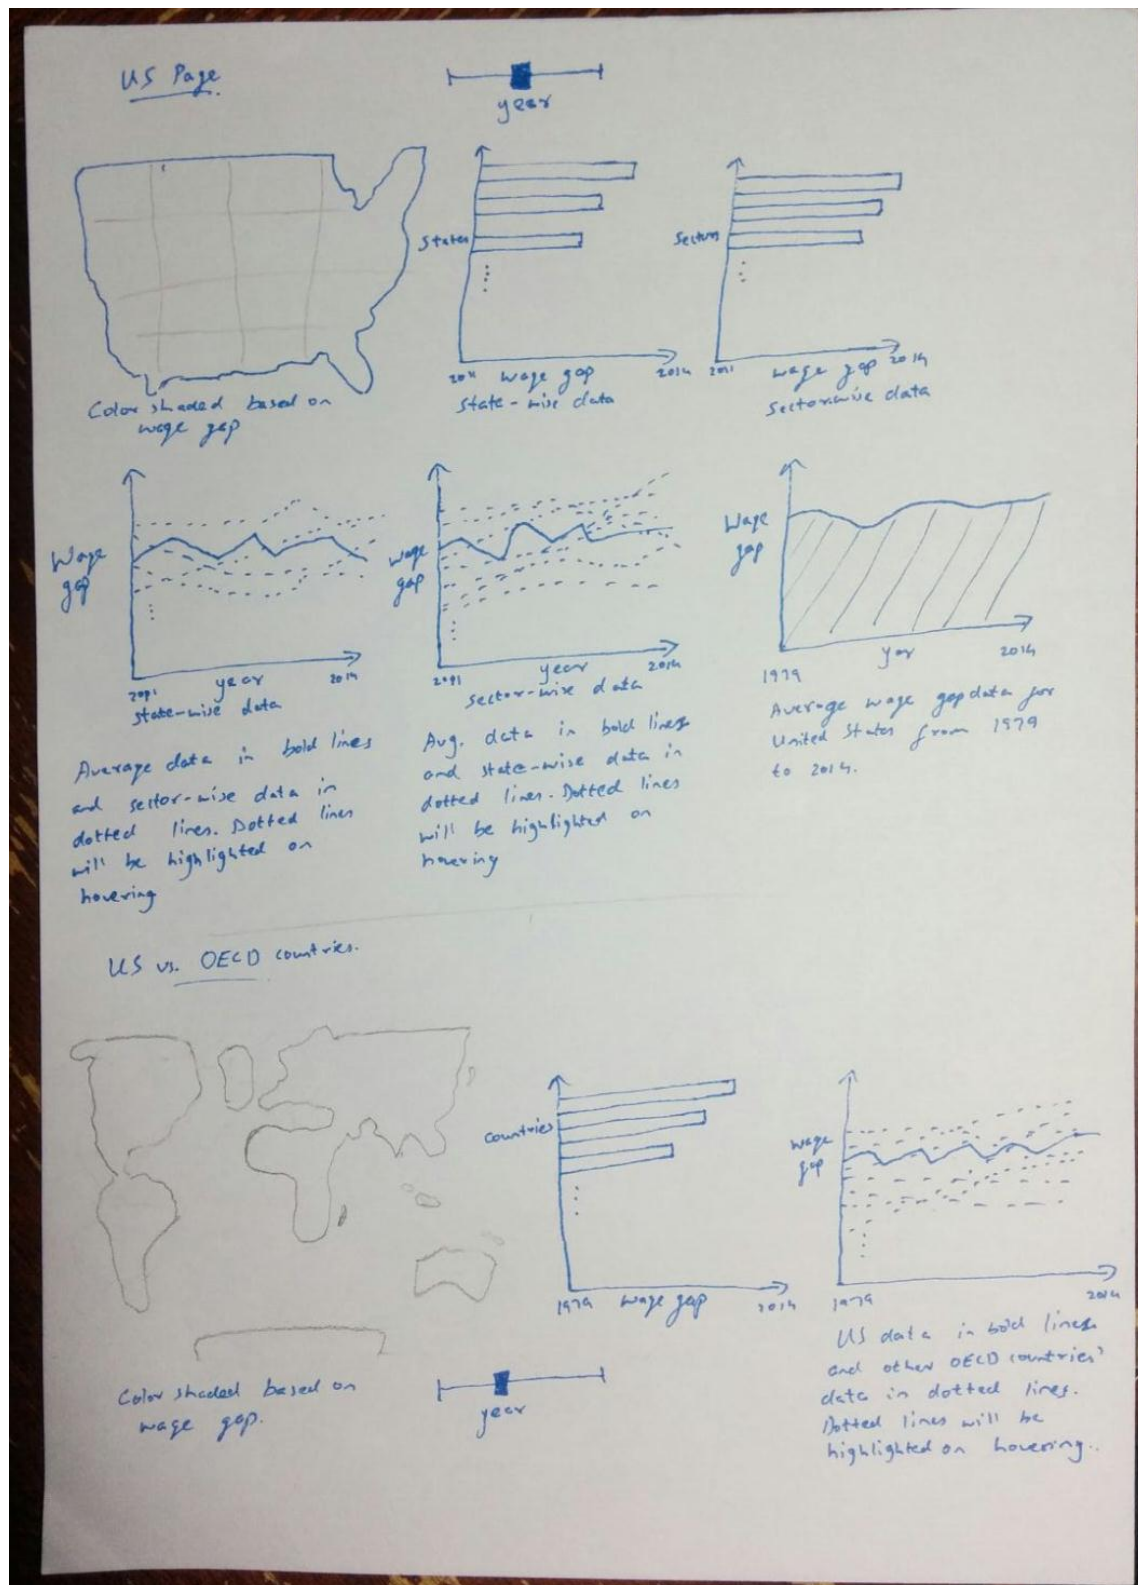 US Page
year
States
2011 wage gap 2014
State-wise data
Sectors
2011 wage gap 2014
Sector-wise data
Color shaded based on
wage gap
Wage
gap
2011 year 2014
state-wise data
Average data in bold lines
and sector-wise data in
dotted lines. Dotted lines
will be highlighted on
hovering
wage
gap
2011 year 2014
Sector-wise data
Avg. data in bold lines
and state-wise data in
dotted lines. Dotted lines
will be highlighted on
hovering
Wage
gap
1979 year 2014
Average wage gap data for
United States from 1979
to 2014.
US vs. OECD countries.
Color shaded based on
wage gap.
Countries
1979 wage gap 2014
year
wage
gap
1979 2014
US data in bold lines
and other OECD countries'
data in dotted lines.
Dotted lines will be
highlighted on hovering..